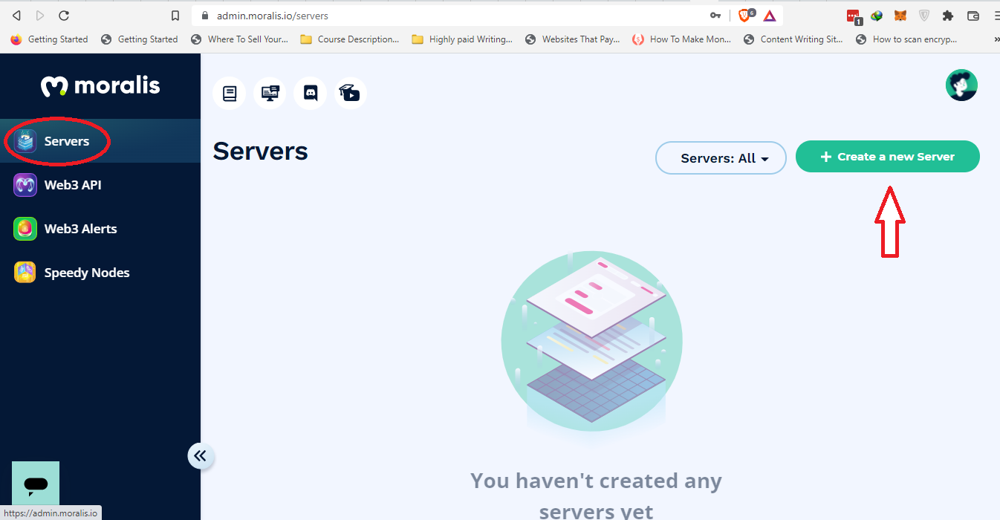 admin.moralis.io/servers
6
1
Getting Started
Getting Started
Where To Sell Your...
Course Description...
Highly paid Writing...
Websites That Pay...
How To Make Mon...
Content Writing Sit...
How to scan encryp...
»
moralis
Servers
Web3 API
Web3 Alerts
Speedy Nodes
Servers
Servers: All
+ Create a new Server
You haven't created any
servers yet
https://admin.moralis.io